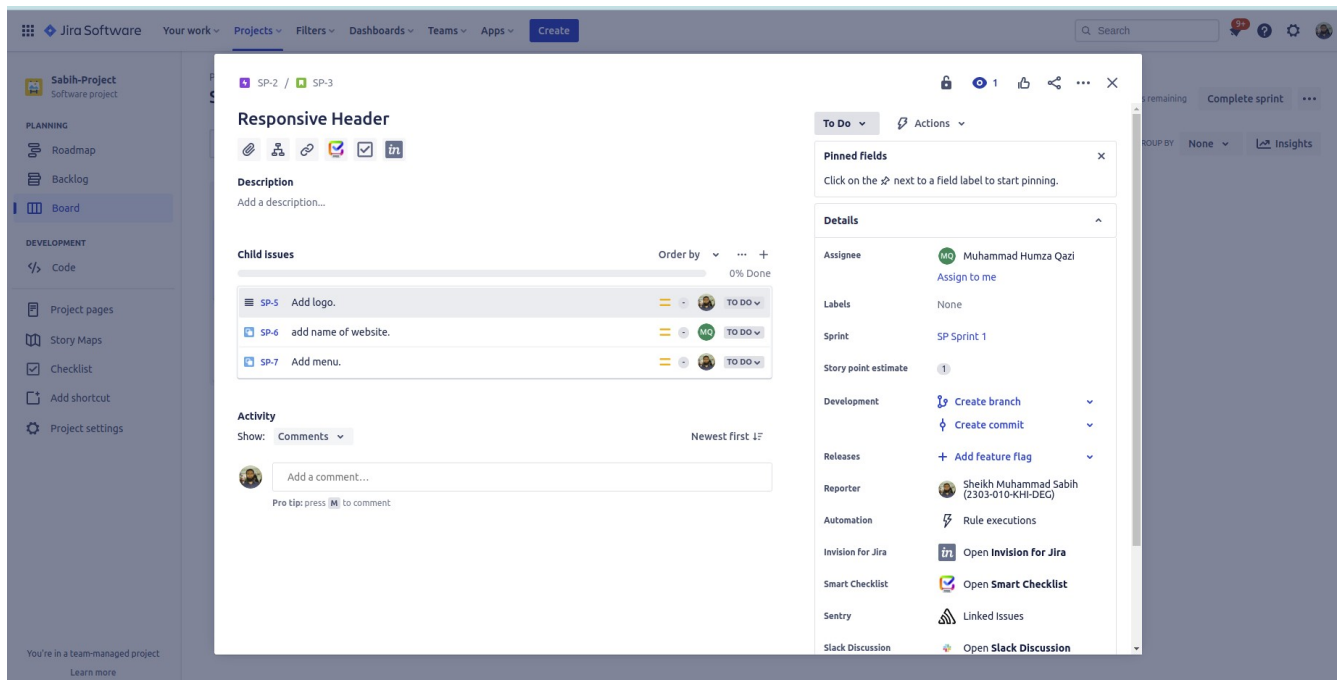 Jira Software Your work Projects Filters Dashboards Teams Apps Create Search 9+
Sabih-Project
Software project
PLANNING
Roadmap
Backlog
Board
DEVELOPMENT
Code
Project pages
Story Maps
Checklist
Add shortcut
Project settings
You're in a team-managed project
Learn more
SP-2 / SP-3
1
Responsive Header
in
Description
Add a description...
Child issues Order by
0% Done
SP-5 Add logo. - TO DO
SP-6 add name of website. - MQ TO DO
SP-7 Add menu. - TO DO
Activity
Show: Comments Newest first
Add a comment...
Pro tip: press M to comment
To Do Actions
Pinned fields
Click on the next to a field label to start pinning.
Details
Assignee MQ Muhammad Humza Qazi
Assign to me
Labels None
Sprint SP Sprint 1
Story point estimate 1
Development Create branch
Create commit
Releases + Add feature flag
Reporter Sheikh Muhammad Sabih
(2303-010-KHI-DEG)
Automation Rule executions
Invision for Jira in Open Invision for Jira
Smart Checklist Open Smart Checklist
Sentry Linked Issues
Slack Discussion Open Slack Discussion
remaining Complete sprint
GROUP BY None Insights